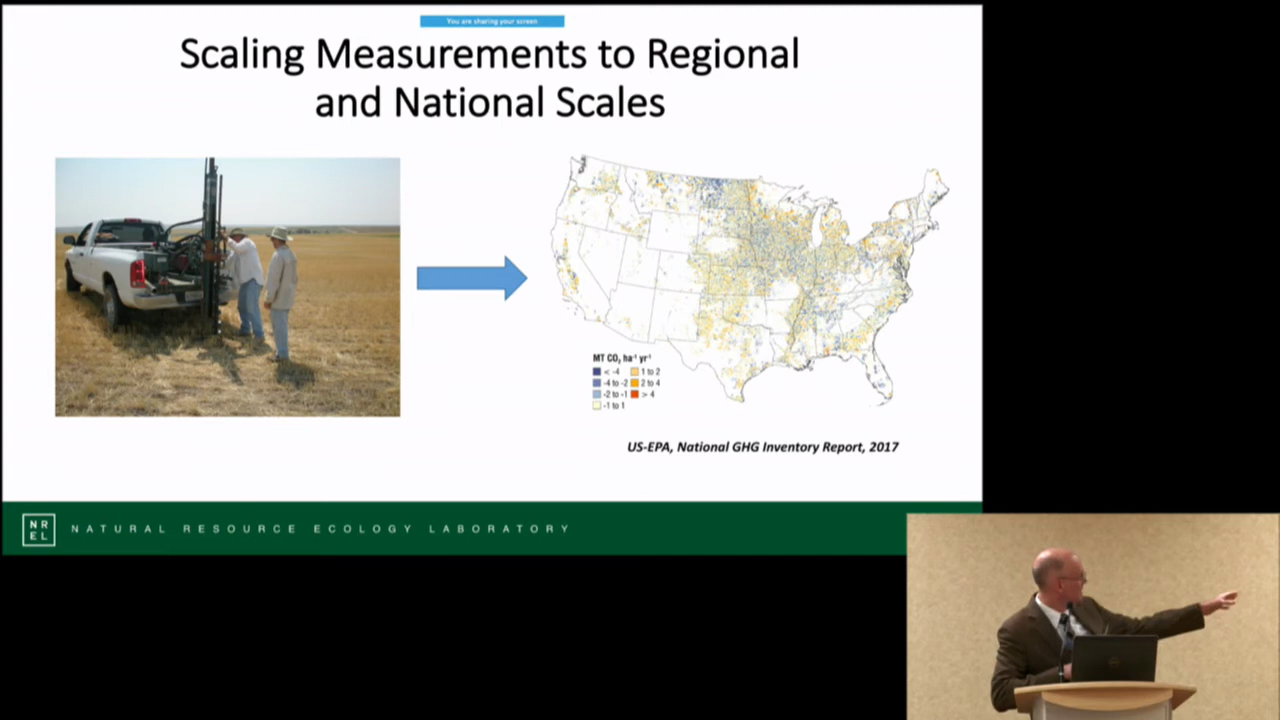 You are sharing your screen
Scaling Measurements to Regional
and National Scales
MT CO₂ ha⁻¹ yr⁻¹
< -4
1 to 2
-4 to -2
2 to 4
-2 to -1
> 4
-1 to 1
US-EPA, National GHG Inventory Report, 2017
NR
EL
NATURAL RESOURCE ECOLOGY LABORATORY